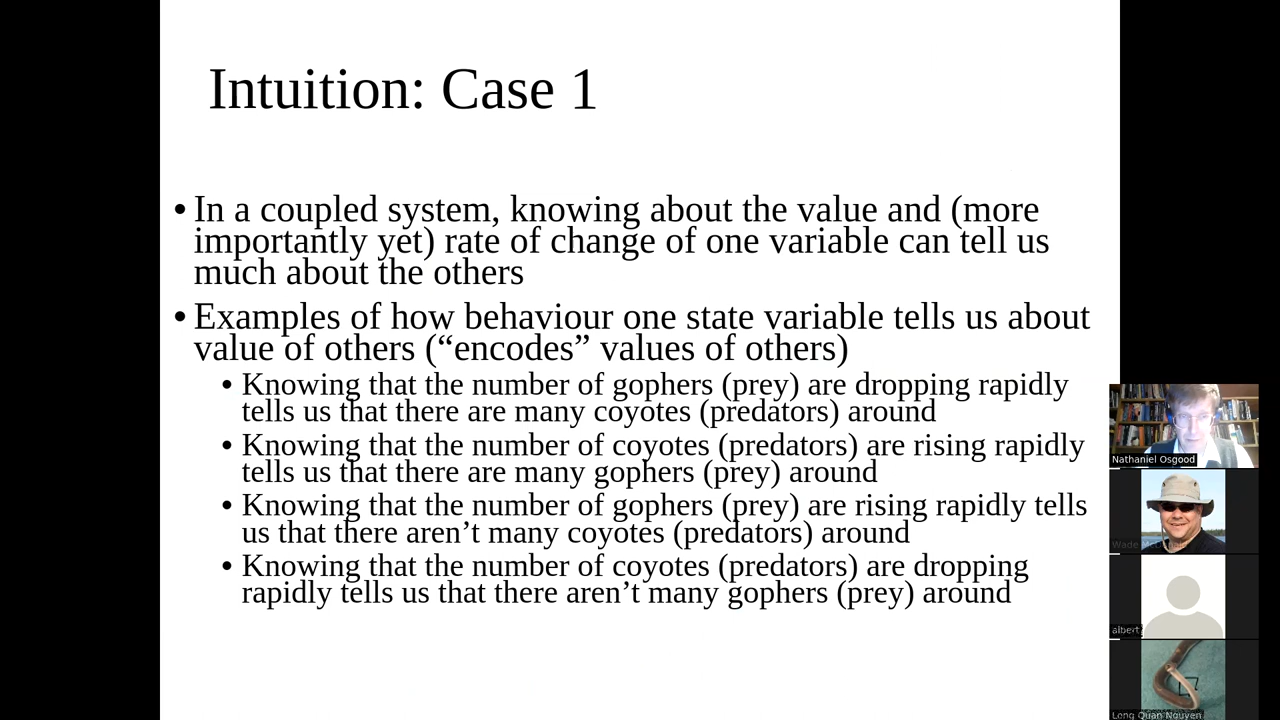 Intuition: Case 1
• In a coupled system, knowing about the value and (more
importantly yet) rate of change of one variable can tell us
much about the others
• Examples of how behaviour one state variable tells us about
value of others (“encodes” values of others)
• Knowing that the number of gophers (prey) are dropping rapidly
tells us that there are many coyotes (predators) around
• Knowing that the number of coyotes (predators) are rising rapidly
tells us that there are many gophers (prey) around
• Knowing that the number of gophers (prey) are rising rapidly tells
us that there aren’t many coyotes (predators) around
• Knowing that the number of coyotes (predators) are dropping
rapidly tells us that there aren’t many gophers (prey) around
Nathaniel Osgood
Wade
albert
Long Quan Nguyen